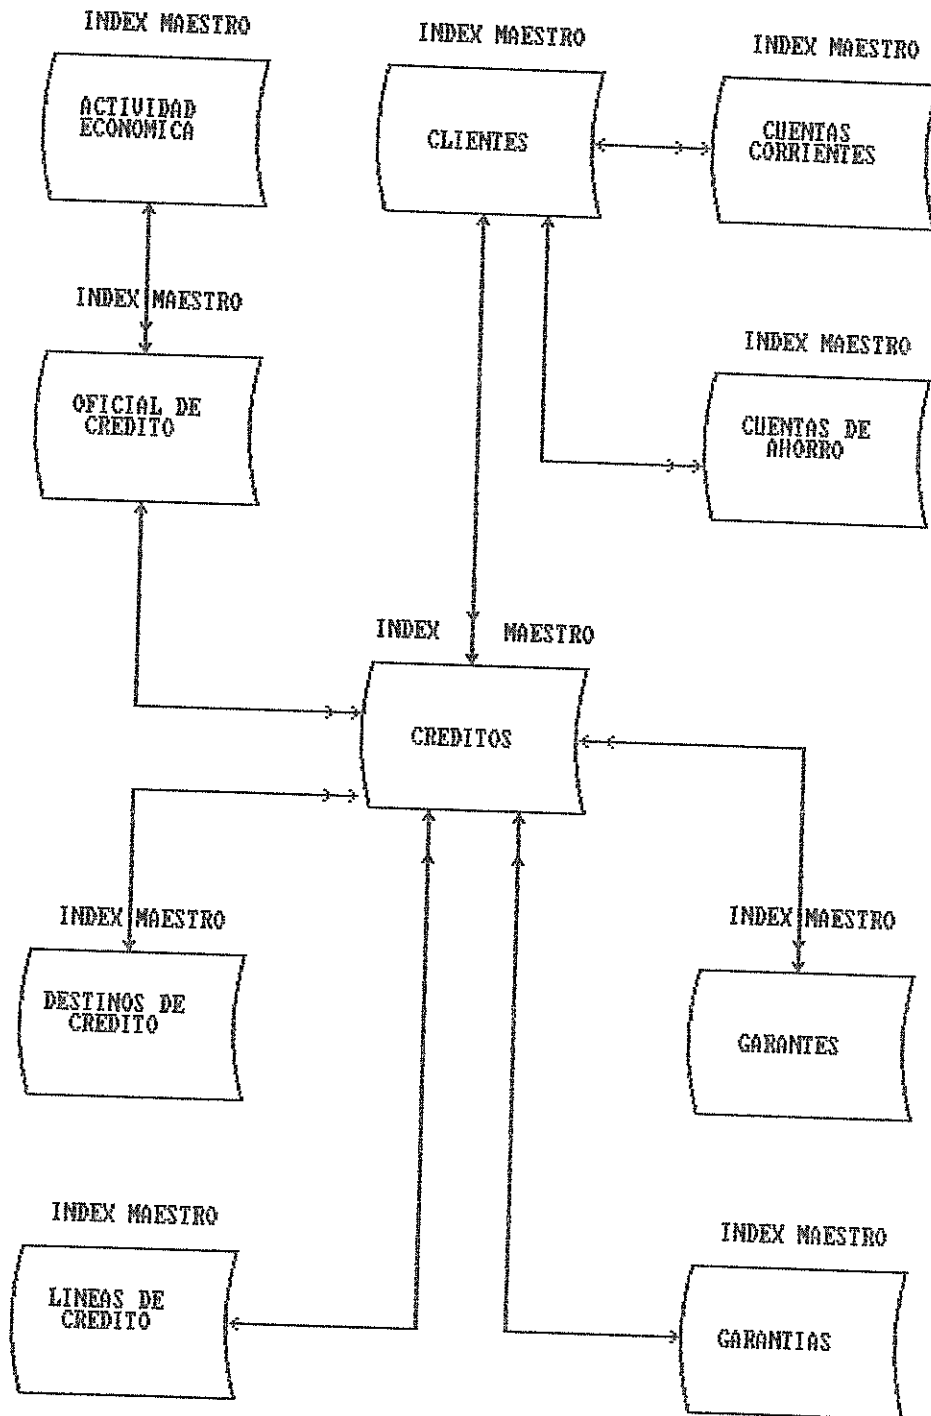 INDEX MAESTRO
ACTIVIDAD
ECONOMICA
INDEX MAESTRO
CLIENTES
INDEX MAESTRO
CUENTAS
CORRIENTES
INDEX MAESTRO
OFICIAL DE
CREDITO
INDEX MAESTRO
CUENTAS DE
AHORRO
INDEX MAESTRO
CREDITOS
INDEX MAESTRO
DESTINOS DE
CREDITO
INDEX MAESTRO
GARANTES
INDEX MAESTRO
LINEAS DE
CREDITO
INDEX MAESTRO
GARANTIAS